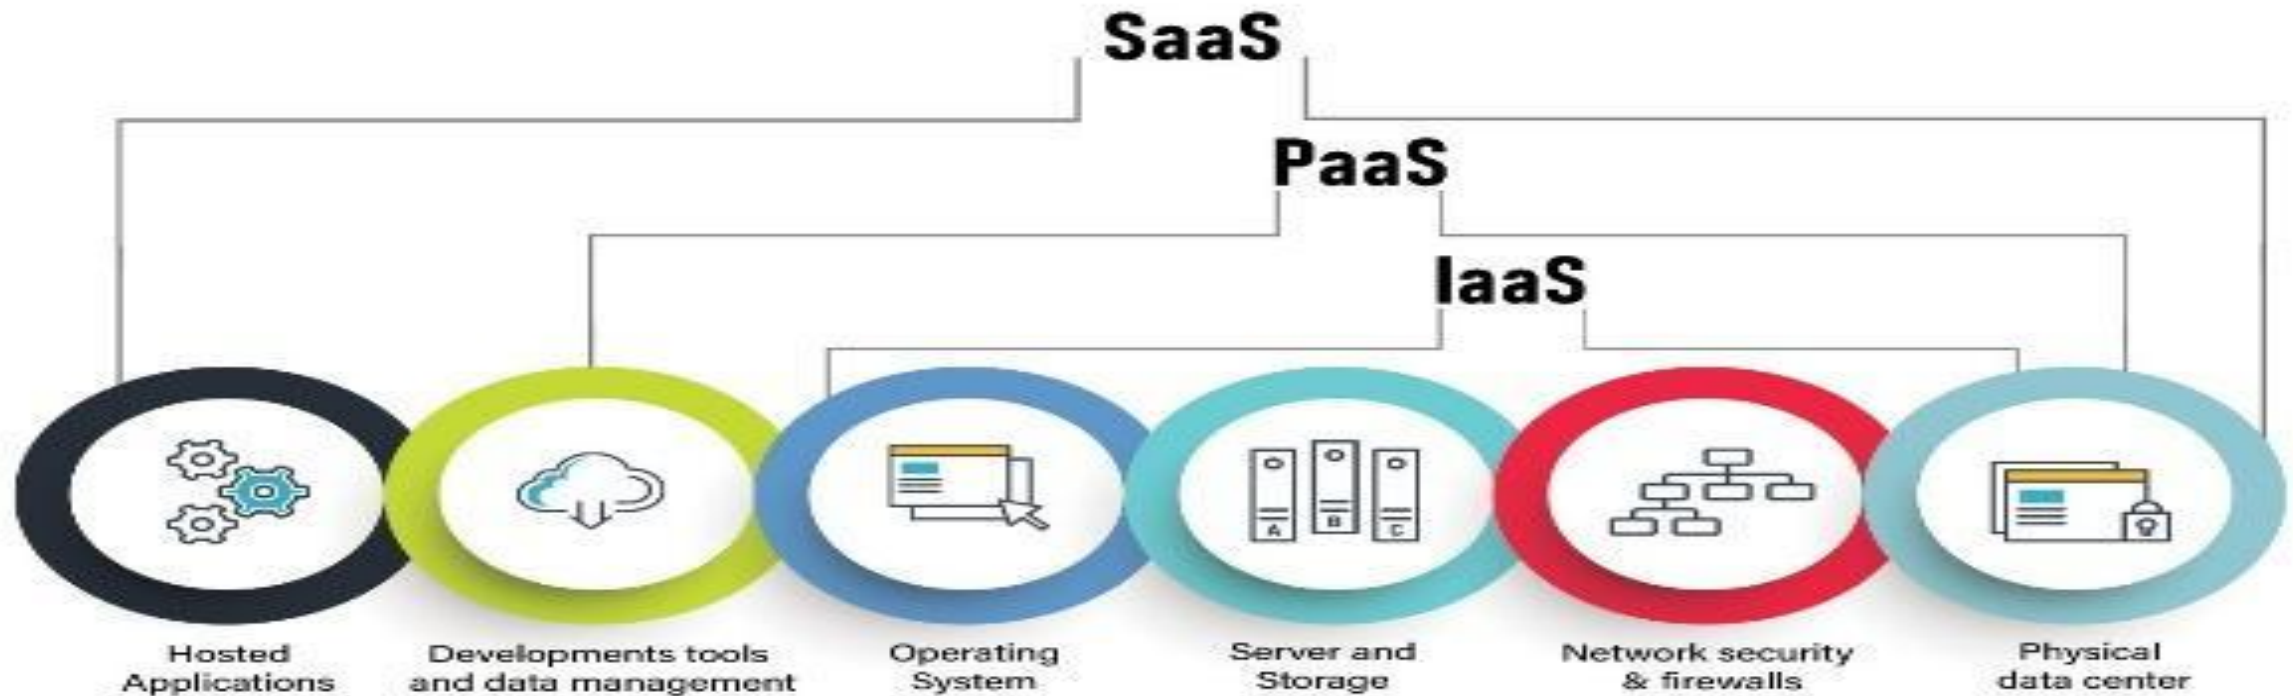 SaaS
PaaS
IaaS
A
B
C
Hosted
Applications
Developments tools
and data management
Operating
System
Server and
Storage
Network security
& firewalls
Physical
data center